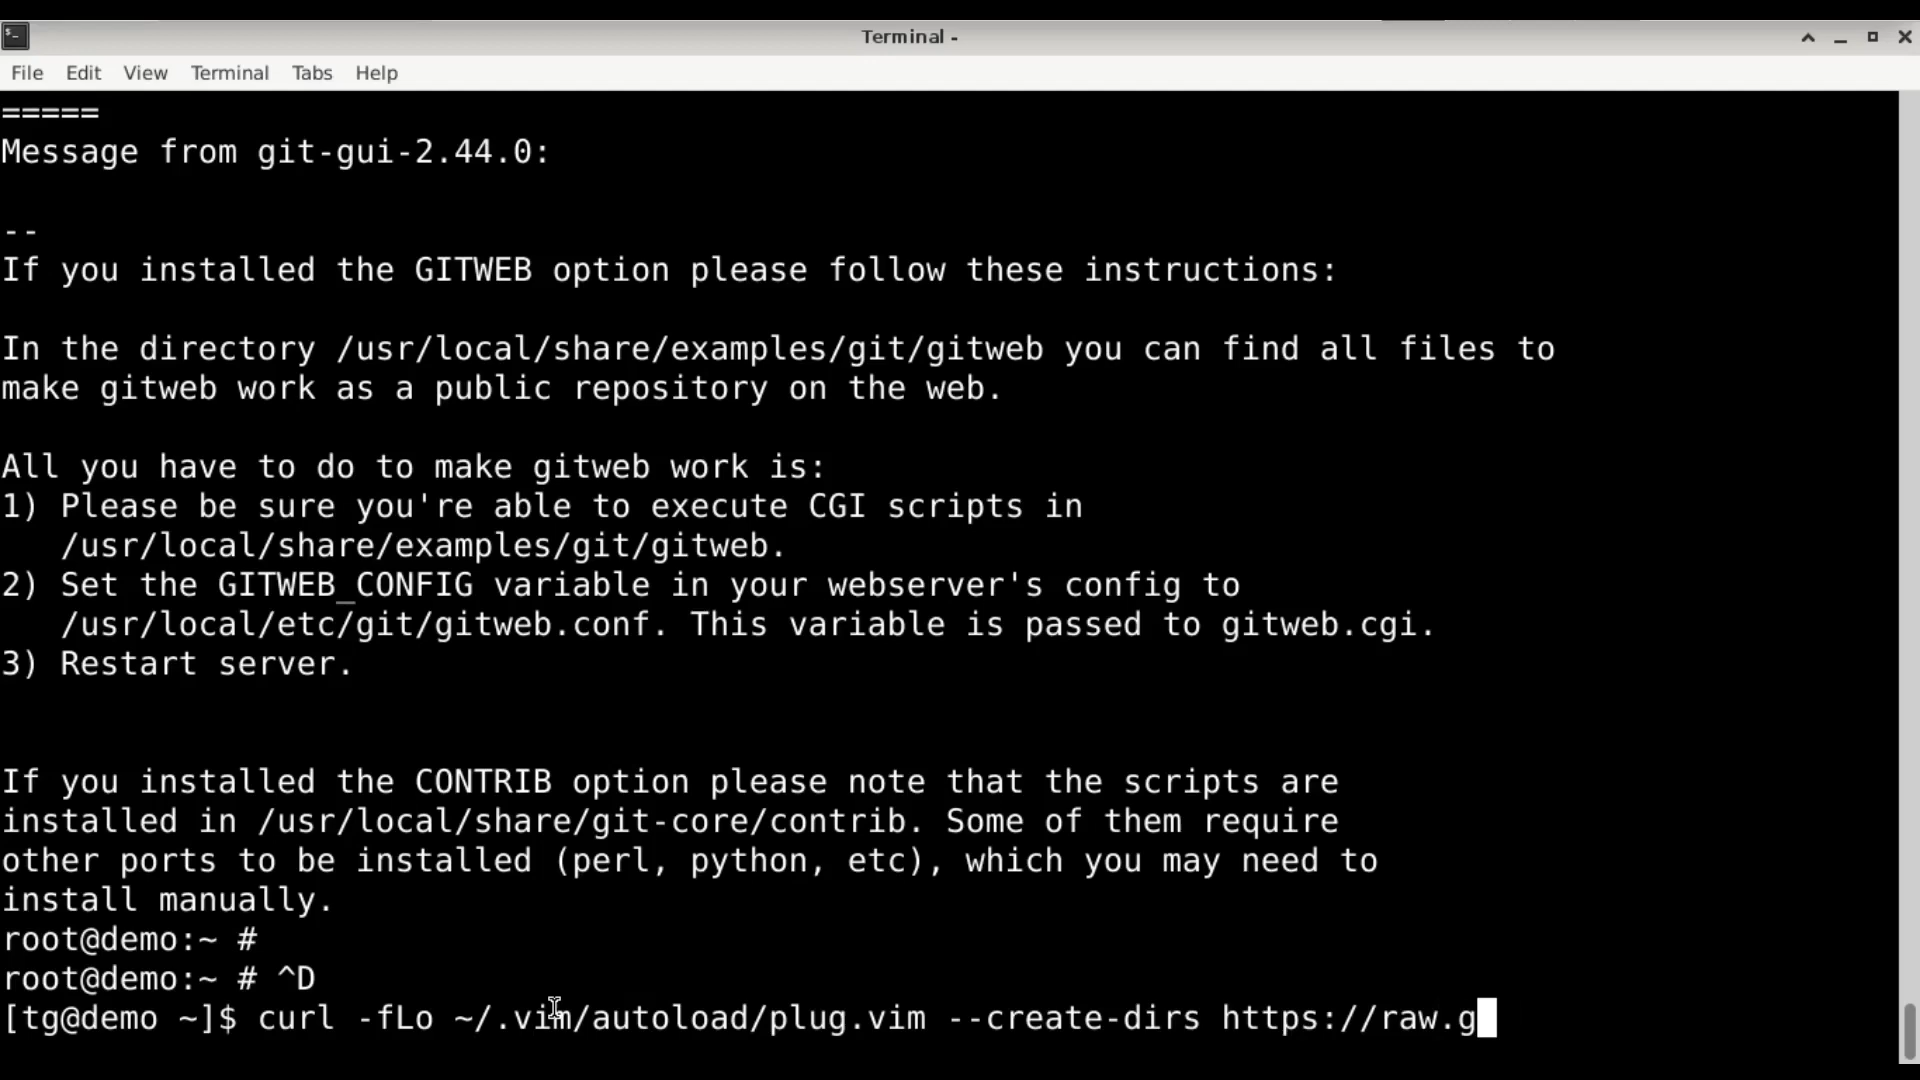 Terminal -
File Edit View Terminal Tabs Help
=====
Message from git-gui-2.44.0:
--
If you installed the GITWEB option please follow these instructions:
In the directory /usr/local/share/examples/git/gitweb you can find all files to
make gitweb work as a public repository on the web.
All you have to do to make gitweb work is:
1) Please be sure you're able to execute CGI scripts in
   /usr/local/share/examples/git/gitweb.
2) Set the GITWEB_CONFIG variable in your webserver's config to
   /usr/local/etc/git/gitweb.conf. This variable is passed to gitweb.cgi.
3) Restart server.
If you installed the CONTRIB option please note that the scripts are
installed in /usr/local/share/git-core/contrib. Some of them require
other ports to be installed (perl, python, etc), which you may need to
install manually.
root@demo:~ #
root@demo:~ # ^D
[tg@demo ~]$ curl -fLo ~/.vim/autoload/plug.vim --create-dirs https://raw.g